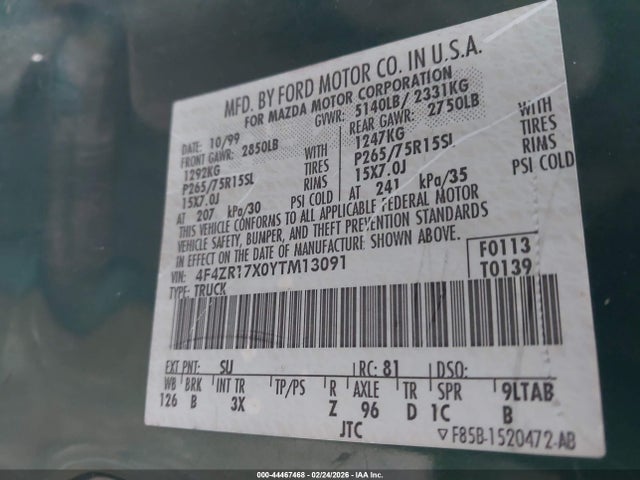 MFD. BY FORD MOTOR CO. IN U.S.A.
FOR MAZDA MOTOR CORPORATION
DATE: 10/99 GVWR: 5140LB/ 2331KG
FRONT GAWR: 2850LB REAR GAWR: 2750LB
1292KG WITH 1247KG WITH
P265/75R15SL TIRES P265/75R15SL TIRES
15X7.0J RIMS 15X7.0J RIMS
AT 207 kPa/30 PSI COLD AT 241 kPa/35 PSI COLD
THIS VEHICLE CONFORMS TO ALL APPLICABLE FEDERAL MOTOR
VEHICLE SAFETY, BUMPER, AND THEFT PREVENTION STANDARDS
IN EFFECT ON THE DATE OF MANUFACTURE SHOWN ABOVE.
VIN: 4F4ZR17X0YTM13091 F0113
TYPE: TRUCK T0139
EXT PNT: SU RC: 81 DSO:
WB BRK INT TR TP/PS R AXLE TR SPR 9LTAB
126 B 3X Z 96 D 1C B
JTC ▽F85B-1520472-AB
000-44467468 - 02/24/2026 - IAAI.COM